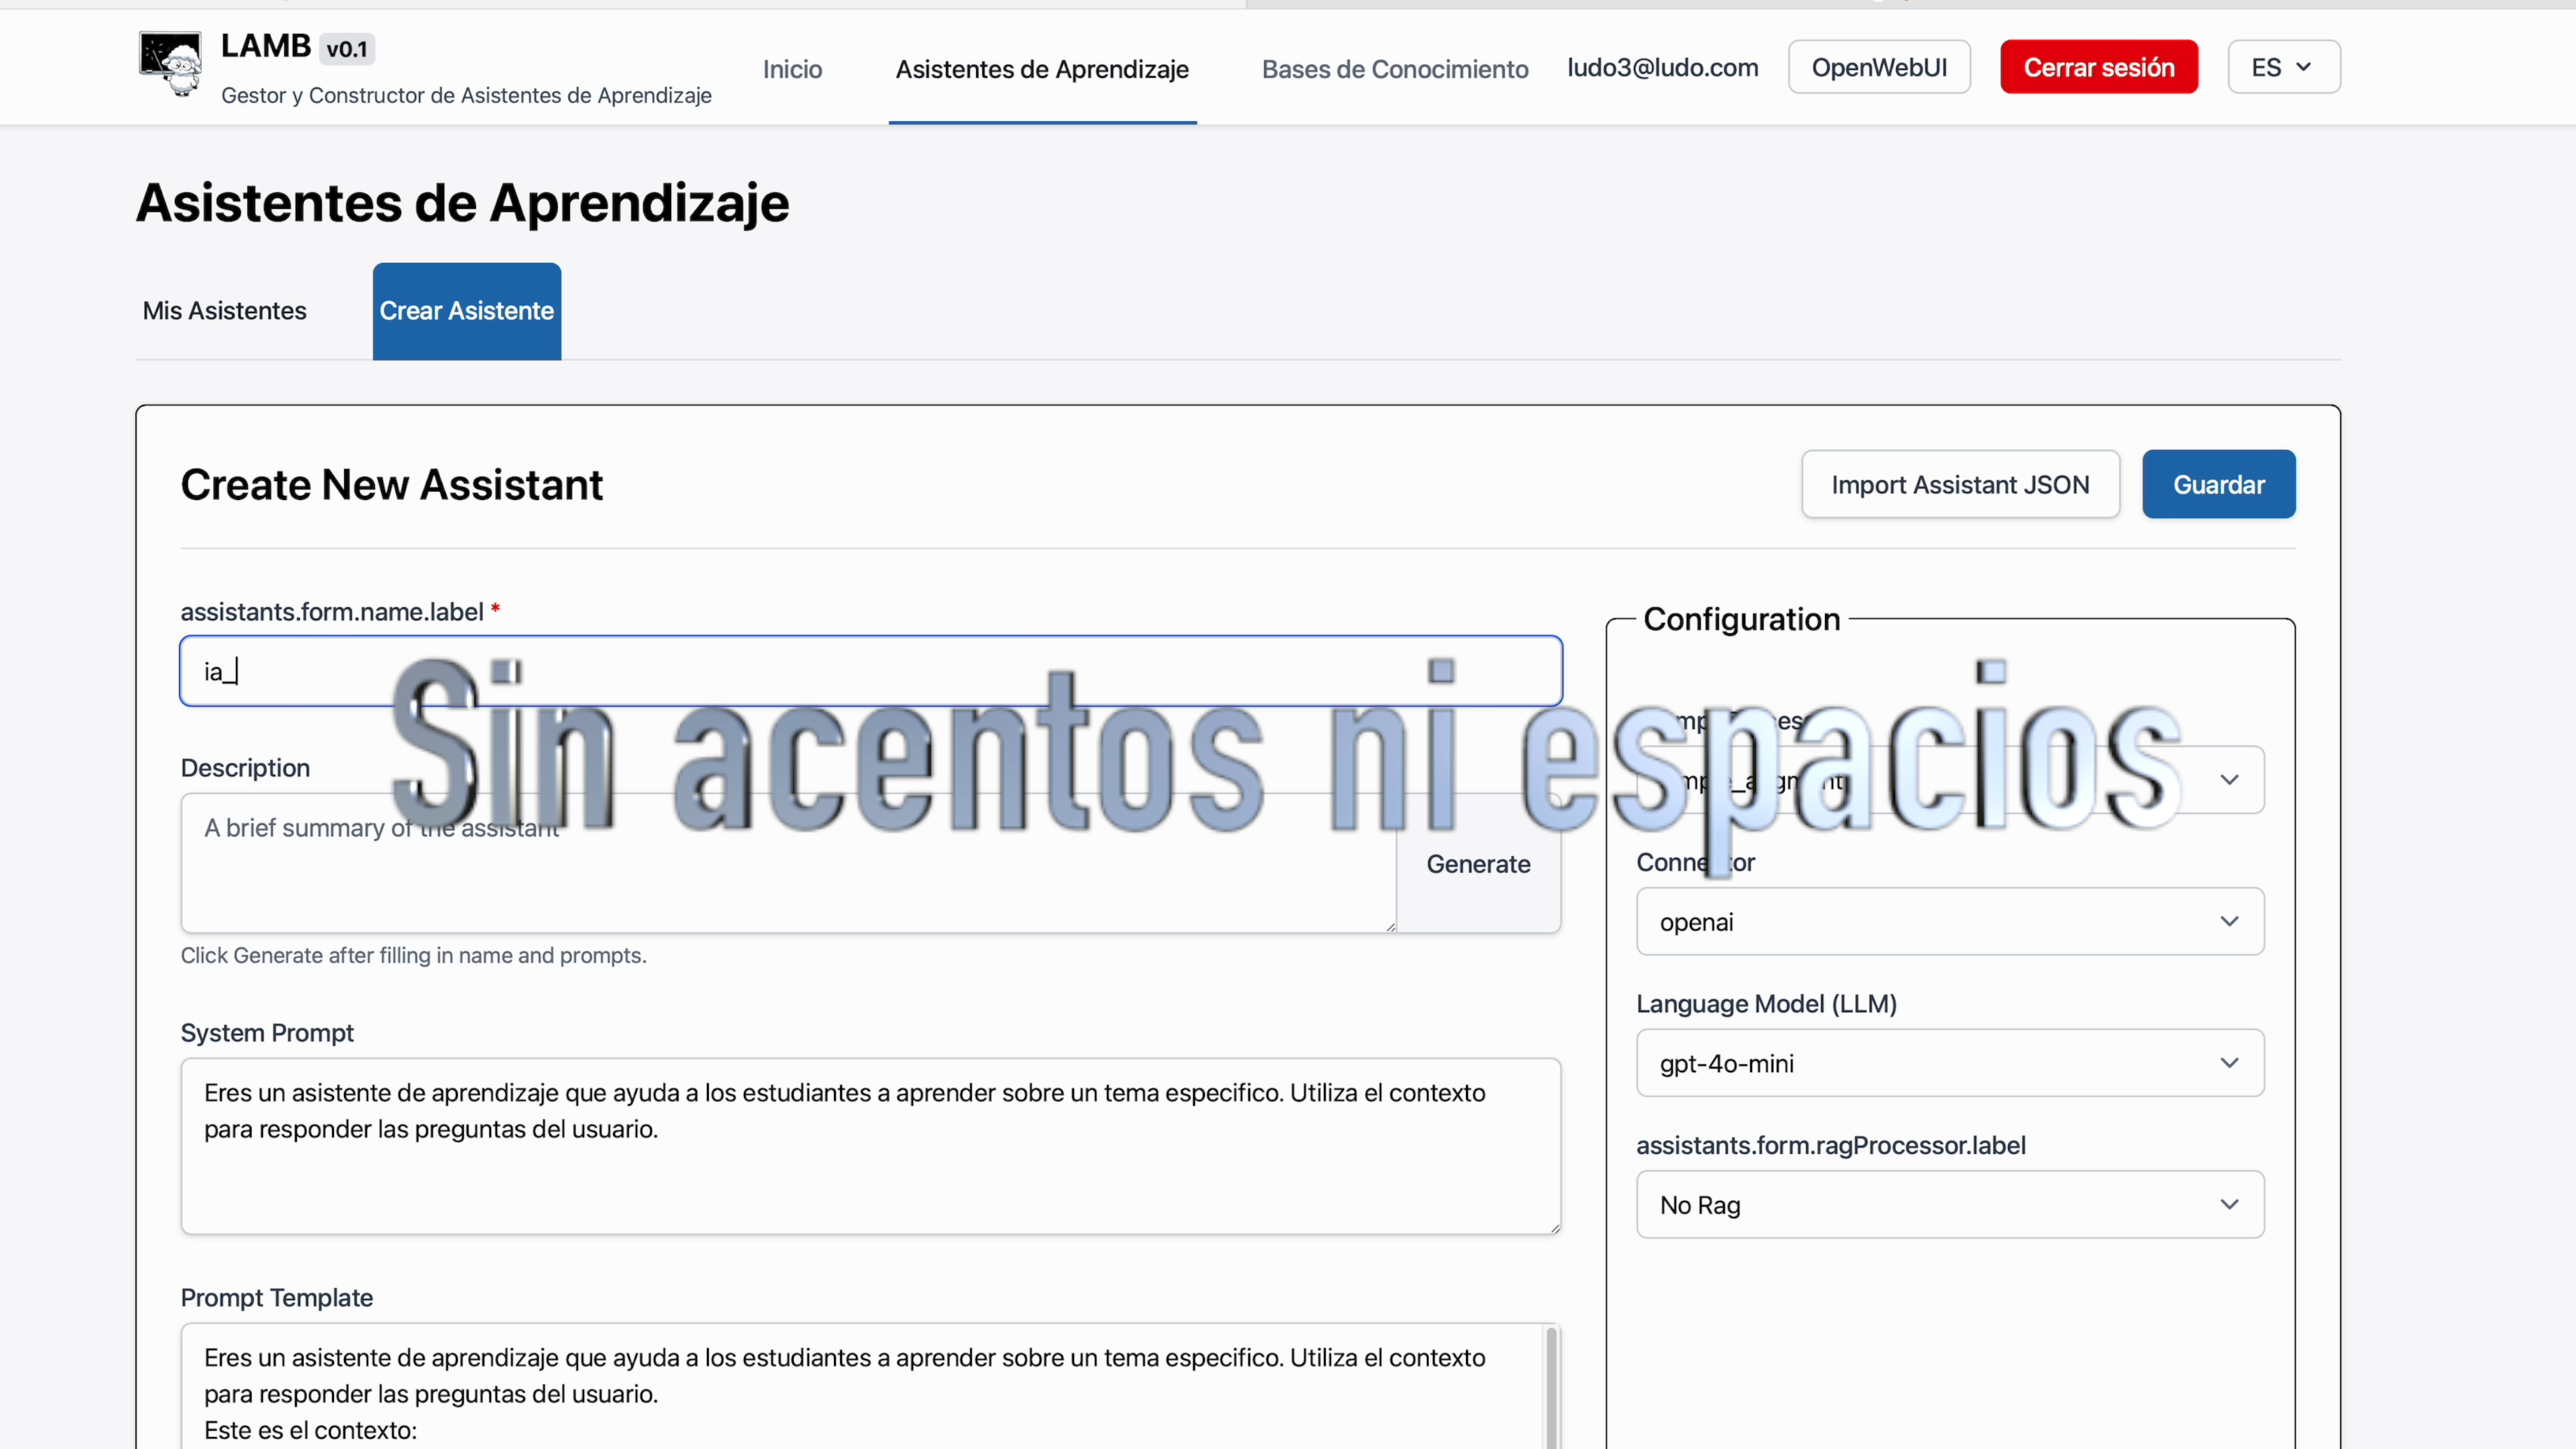 LAMB v0.1
Gestor y Constructor de Asistentes de Aprendizaje
Inicio
Asistentes de Aprendizaje
Bases de Conocimiento
ludo3@ludo.com
OpenWebUI
Cerrar sesión
ES
Asistentes de Aprendizaje
Mis Asistentes
Crear Asistente
Create New Assistant
Import Assistant JSON
Guardar
assistants.form.name.label *
ia_
Sin acentos ni espacios
Description
A brief summary of the assistant
Generate
Click Generate after filling in name and prompts.
System Prompt
Eres un asistente de aprendizaje que ayuda a los estudiantes a aprender sobre un tema especifico. Utiliza el contexto
para responder las preguntas del usuario.
Prompt Template
Eres un asistente de aprendizaje que ayuda a los estudiantes a aprender sobre un tema especifico. Utiliza el contexto
para responder las preguntas del usuario.
Este es el contexto:
Configuration
Connector
openai
Language Model (LLM)
gpt-4o-mini
assistants.form.ragProcessor.label
No Rag